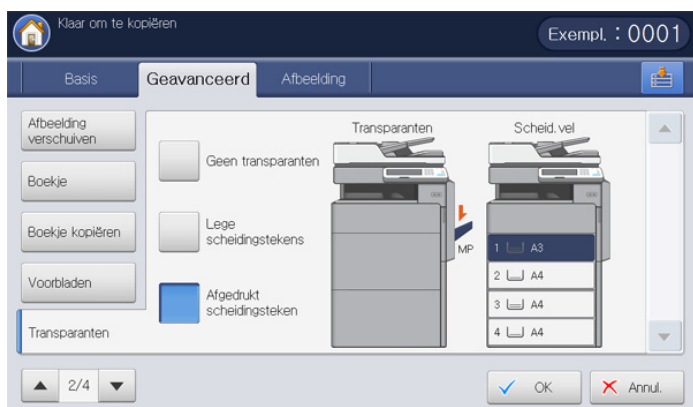 Klaar om te kopiëren
Exempl. : 0001
Basis
Geavanceerd
Afbeelding
Afbeelding
verschuiven
Boekje
Boekje kopiëren
Voorbladen
Transparanten
2/4
Geen transparanten
Lege
scheidingstekens
Afgedrukt
scheidingsteken
Transparanten
MP
Scheid. vel
1 A3
2 A4
3 A4
4 A4
OK
Annul.